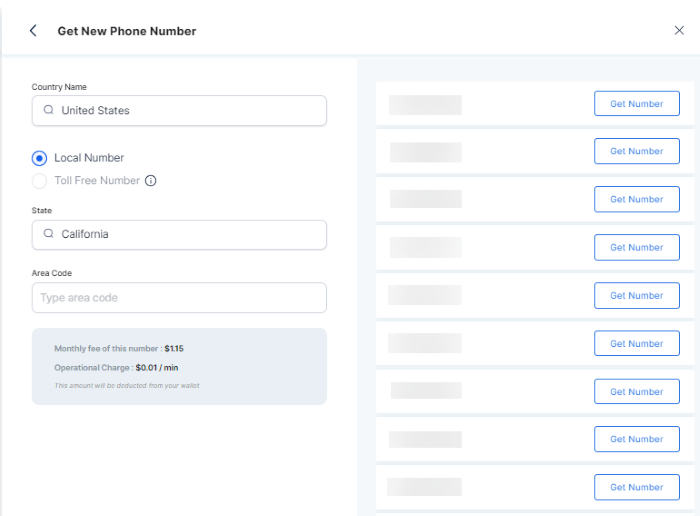 Get New Phone Number
Country Name
United States
Local Number
Toll Free Number
State
California
Area Code
Type area code
Monthly fee of this number : $1.15
Operational Charge : $0.01 / min
This amount will be deducted from your wallet
Get Number
Get Number
Get Number
Get Number
Get Number
Get Number
Get Number
Get Number
Get Number